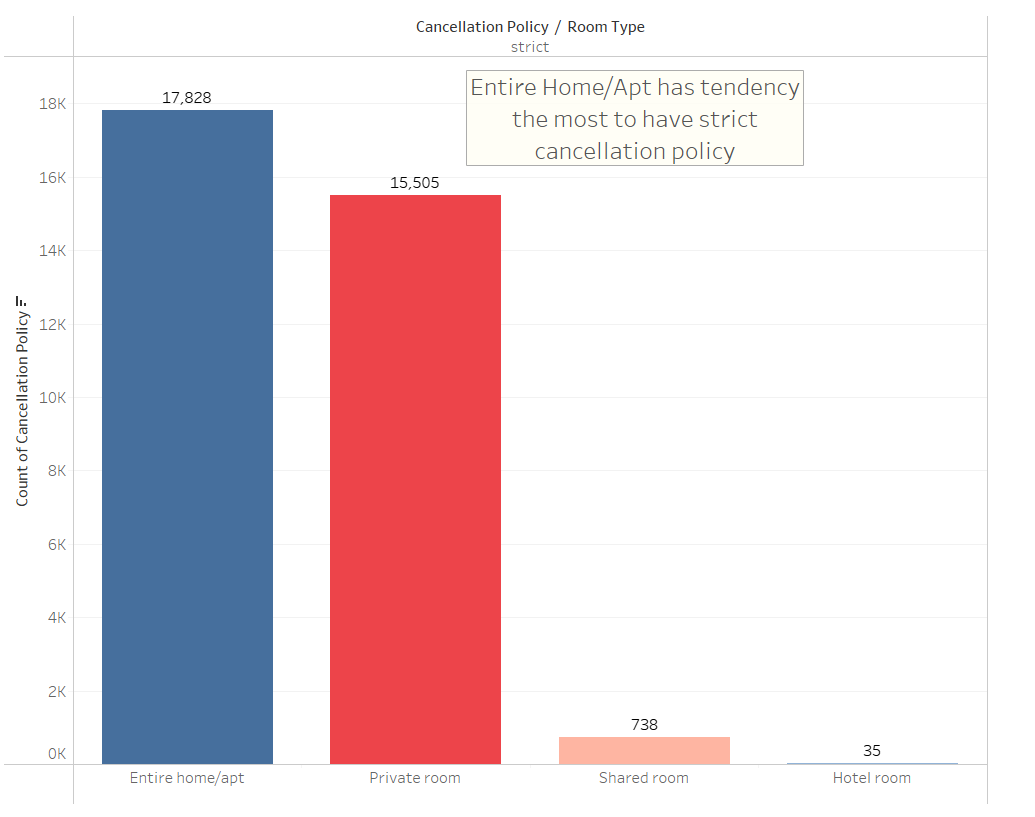 Cancellation Policy / Room Type
strict
Entire Home/Apt has tendency
the most to have strict
cancellation policy
Count of Cancellation Policy
18K
16K
14K
12K
10K
8K
6K
4K
2K
0K
17,828
15,505
738
35
Entire home/apt
Private room
Shared room
Hotel room